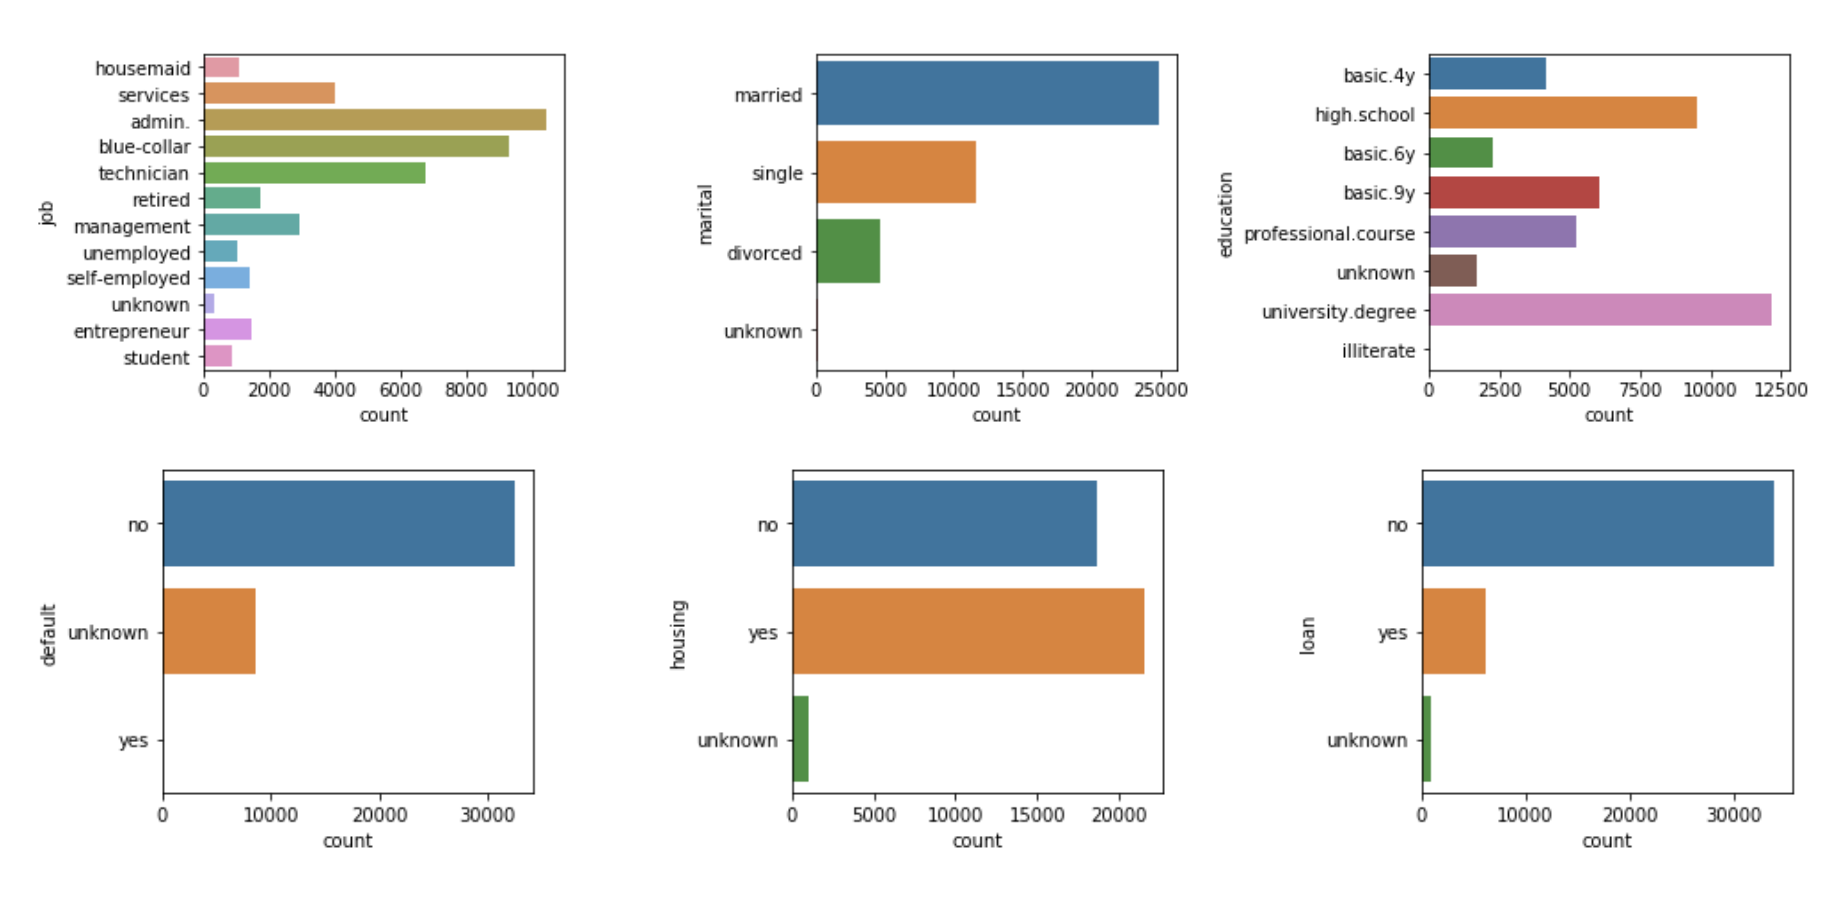 job
housemaid
services
admin.
blue-collar
technician
retired
management
unemployed
self-employed
unknown
entrepreneur
student
0 2000 4000 6000 8000 10000
count
marital
married
single
divorced
unknown
0 5000 10000 15000 20000 25000
count
education
basic.4y
high.school
basic.6y
basic.9y
professional.course
unknown
university.degree
illiterate
0 2500 5000 7500 10000 12500
count
default
no
unknown
yes
0 10000 20000 30000
count
housing
no
yes
unknown
0 5000 10000 15000 20000
count
loan
no
yes
unknown
0 10000 20000 30000
count